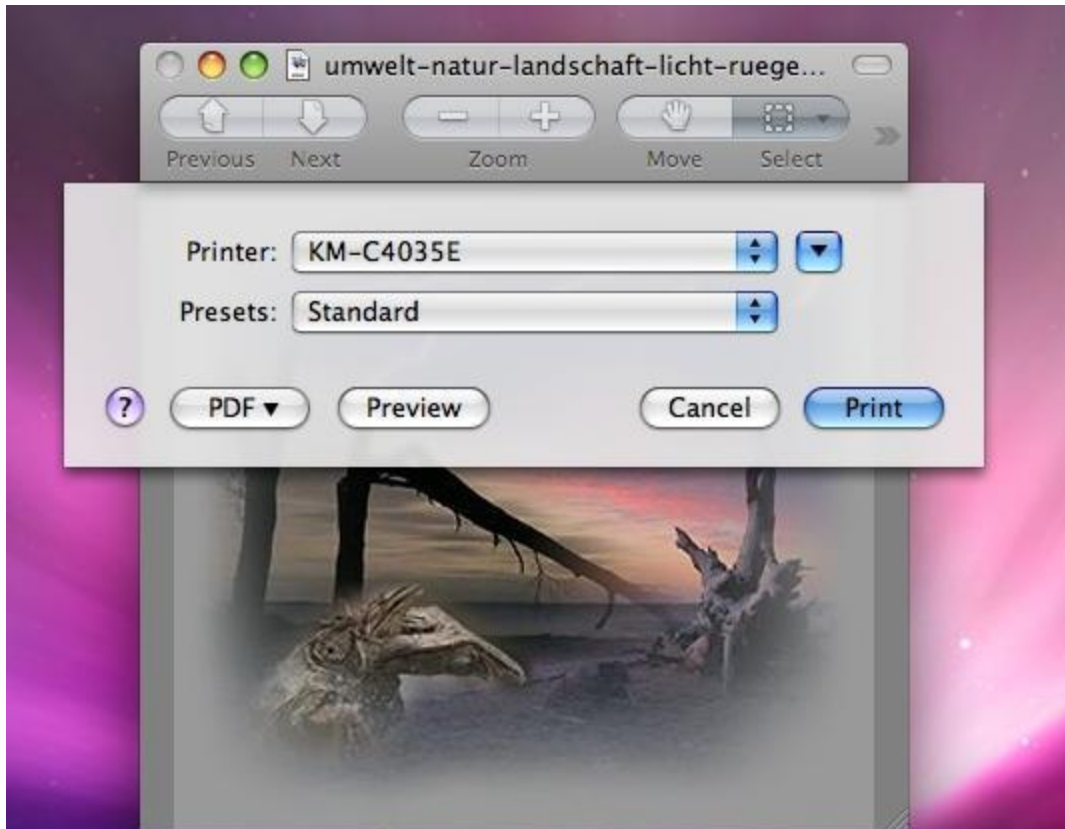 umwelt-natur-landschaft-licht-ruege...
Previous Next Zoom Move Select
Printer: KM-C4035E
Presets: Standard
? PDF ▼ Preview Cancel Print